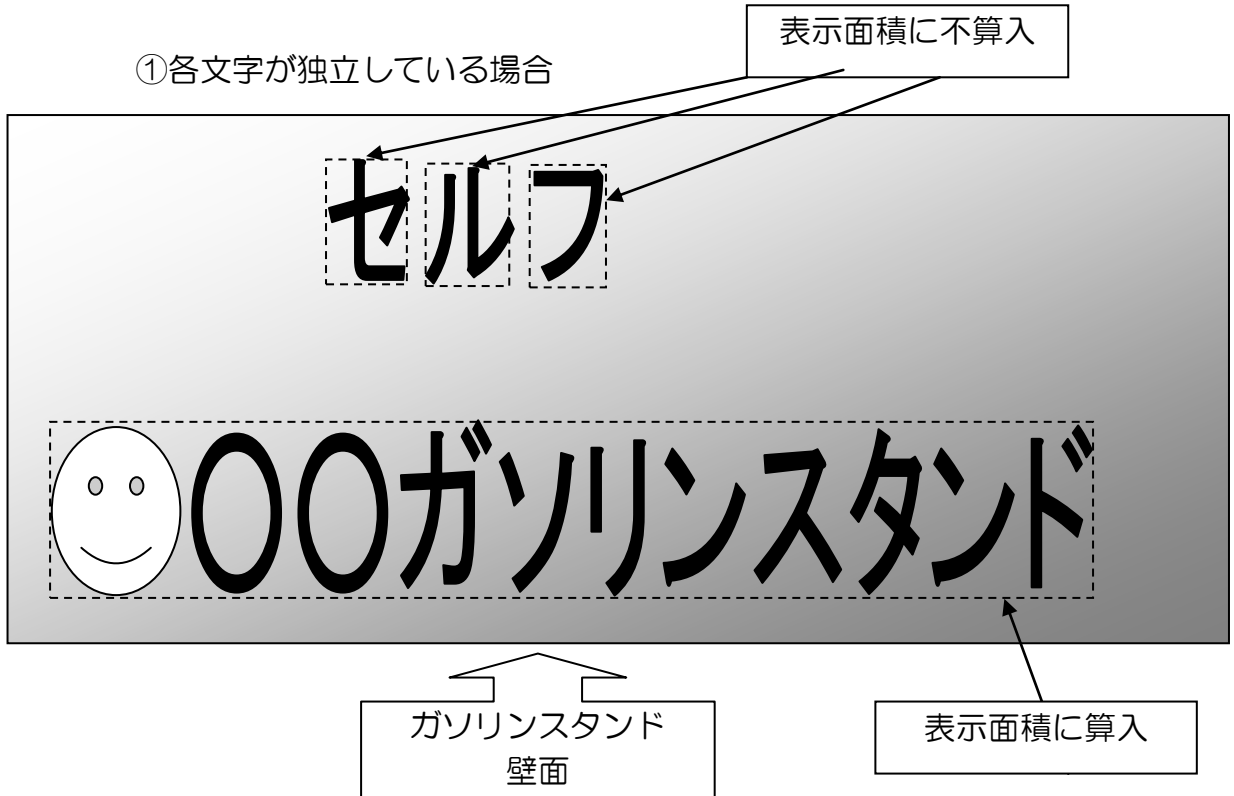 表示面積に不算入
①各文字が独立している場合
セルフ
〇〇ガソリンスタンド
ガソリンスタンド
壁面
表示面積に算入